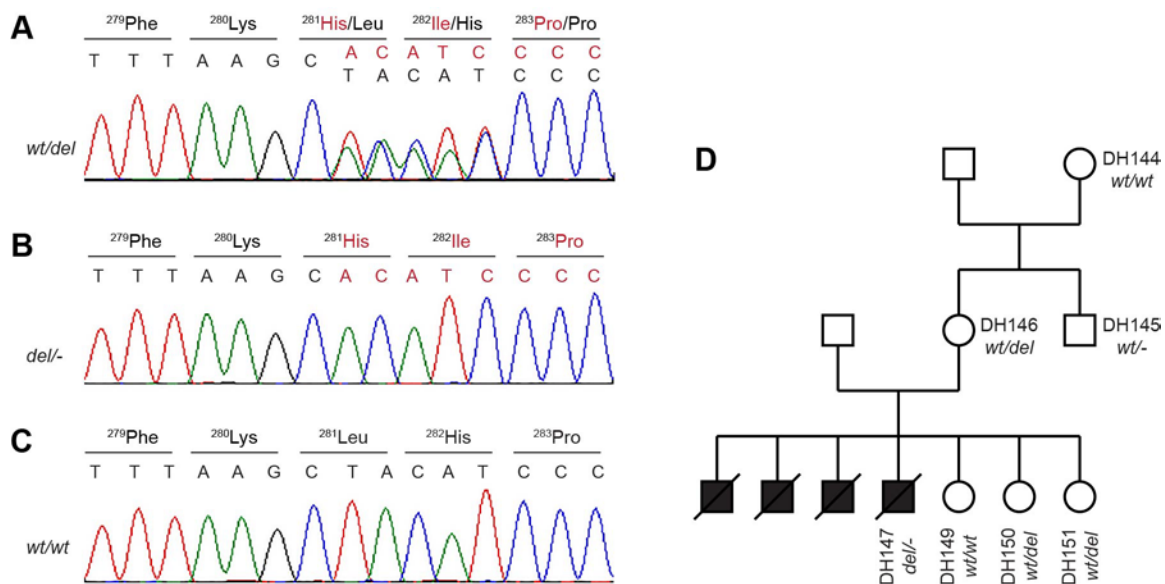 A
279Phe 280Lys 281His/Leu 282Ile/His 283Pro/Pro
A C A T C C C C
T T T A A G C T A C A T C C C
wt/del
B
279Phe 280Lys 281His 282Ile 283Pro
T T T A A G C A C A T C C C C
del/-
C
279Phe 280Lys 281Leu 282His 283Pro
T T T A A G C T A C A T C C C
wt/wt
D
DH144
wt/wt
DH146
wt/del
DH145
wt/-
DH147
del/-
DH149
wt/wt
DH150
wt/del
DH151
wt/del